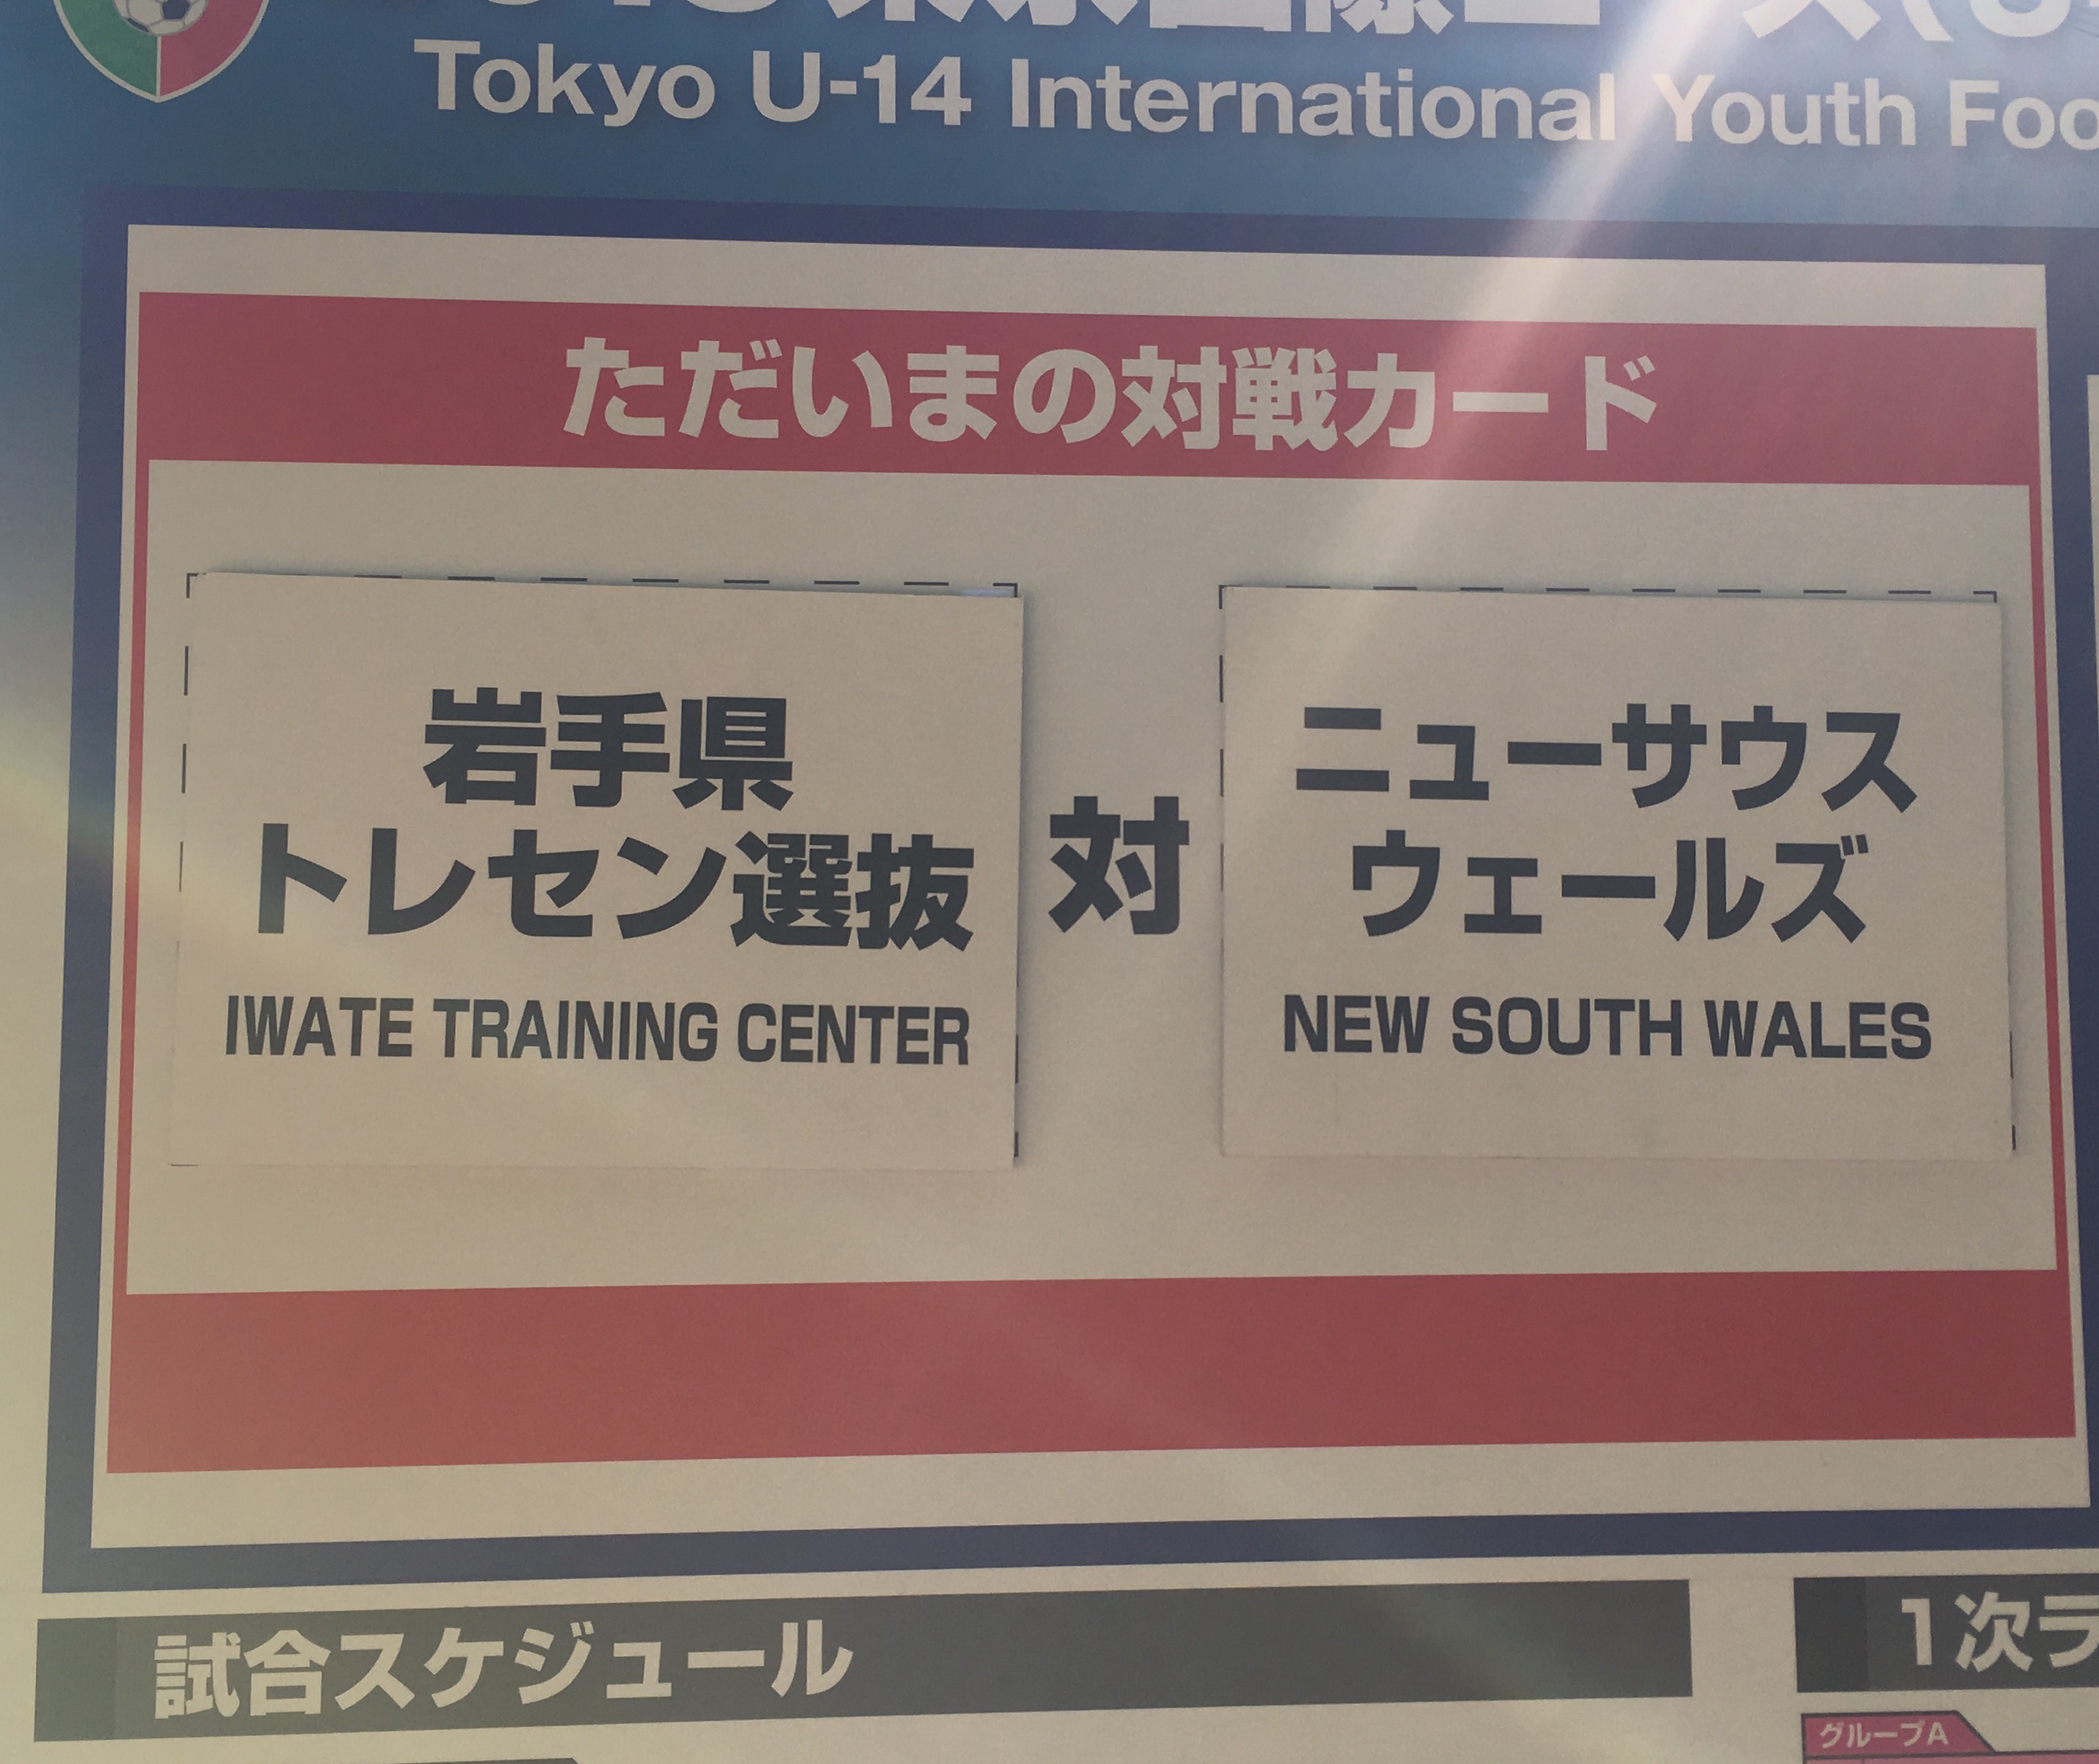 Tokyo U-14 International Youth
ただいまの対戦カード
岩手県
トレセン選抜
IWATE TRAINING CENTER
対
ニューサウス
ウェールズ
NEW SOUTH WALES
試合スケジュール
1次
グループA